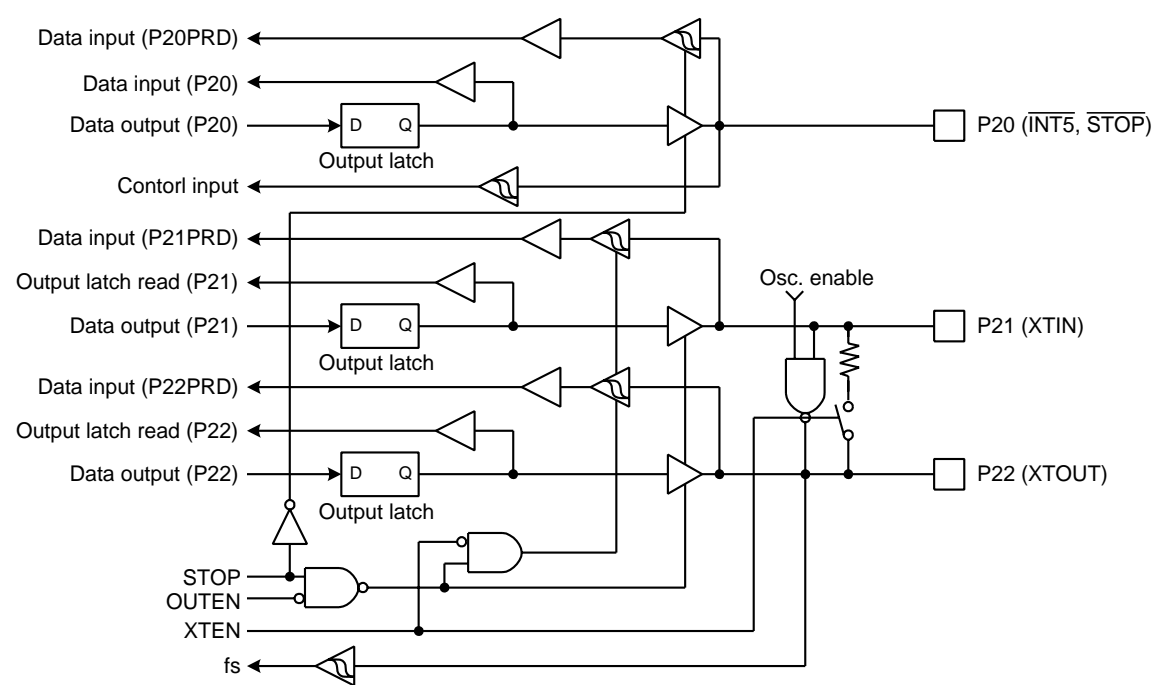 Data input (P20PRD)
Data input (P20)
Data output (P20)
D Q
Output latch
P20 (INT5, STOP)
Contorl input
Data input (P21PRD)
Output latch read (P21)
Osc. enable
Data output (P21)
D Q
Output latch
P21 (XTIN)
Data input (P22PRD)
Output latch read (P22)
Data output (P22)
D Q
Output latch
P22 (XTOUT)
STOP
OUTEN
XTEN
fs